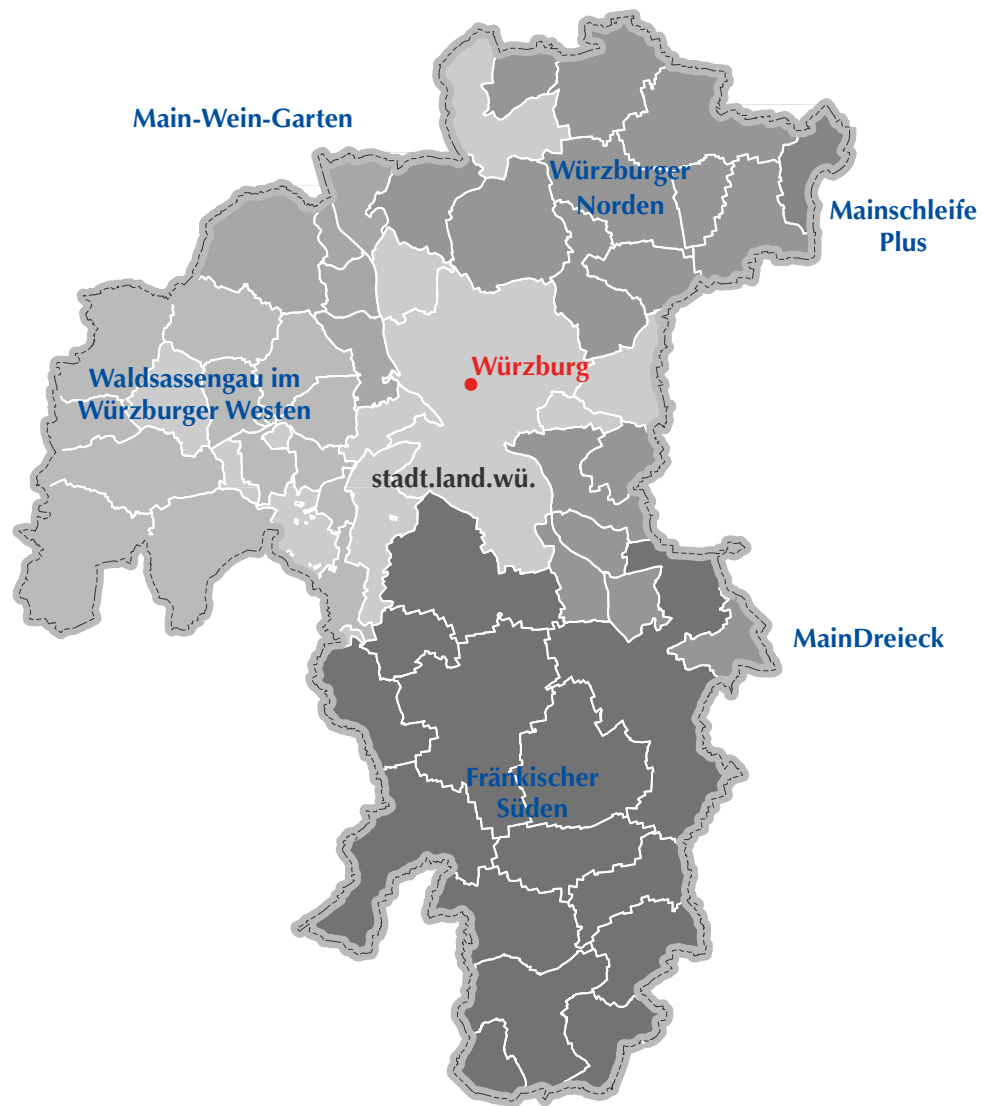 Main-Wein-Garten
Würzburger
Norden
Mainschleife
Plus
Würzburg
Waldsassengau im
Würzburger Westen
stadt.land.wü.
MainDreieck
Fränkischer
Süden